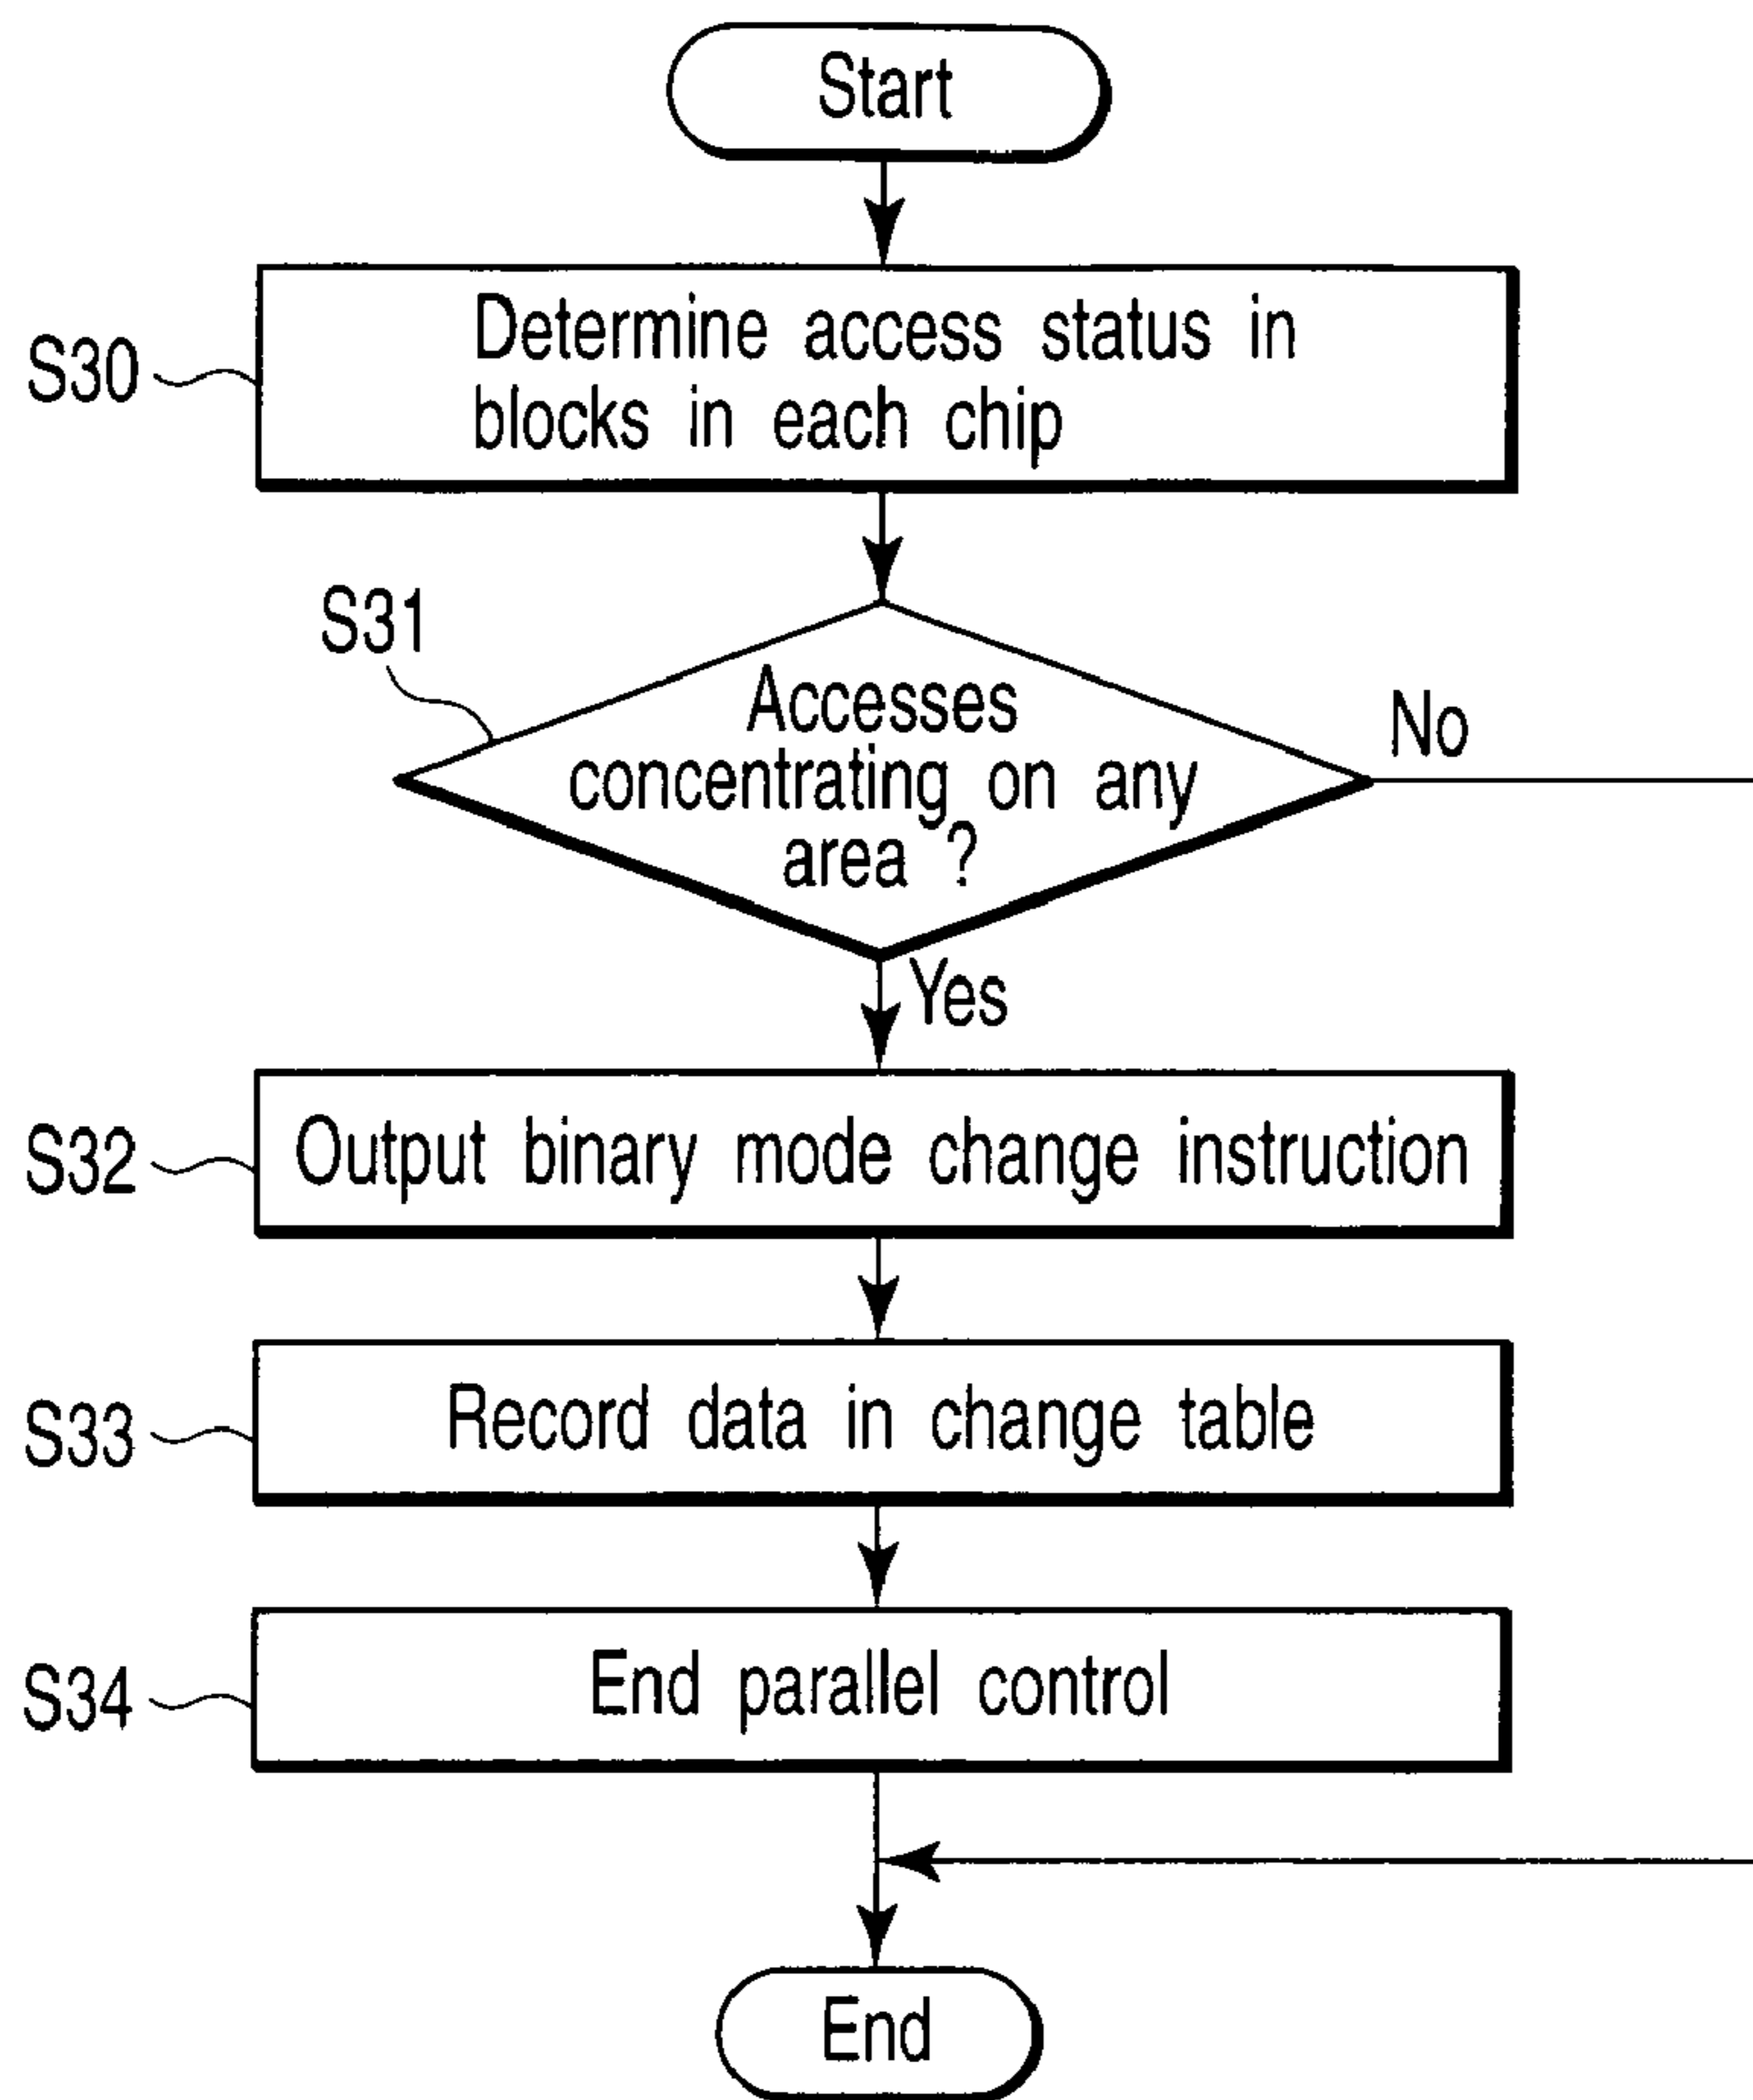 Start
S30
Determine access status in
blocks in each chip
S31
Accesses
concentrating on any
area ?
No
Yes
S32
Output binary mode change instruction
S33
Record data in change table
S34
End parallel control
End